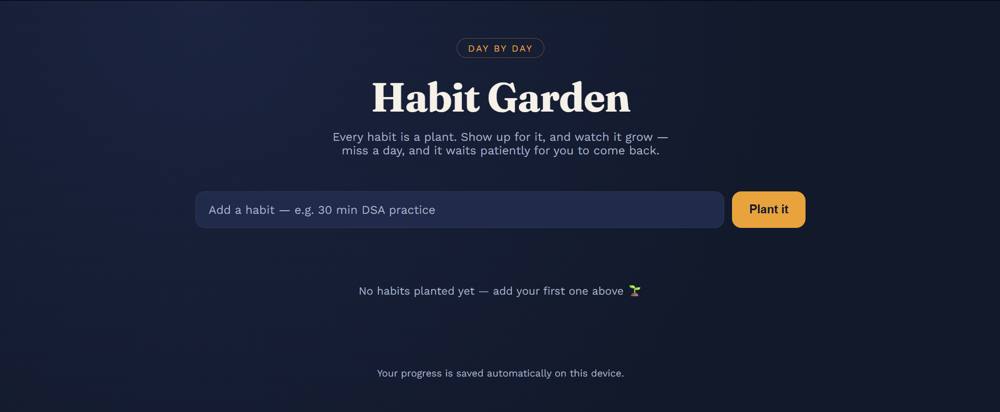 DAY BY DAY
Habit Garden
Every habit is a plant. Show up for it, and watch it grow —
miss a day, and it waits patiently for you to come back.
Add a habit — e.g. 30 min DSA practice
Plant it
No habits planted yet — add your first one above 🌱
Your progress is saved automatically on this device.